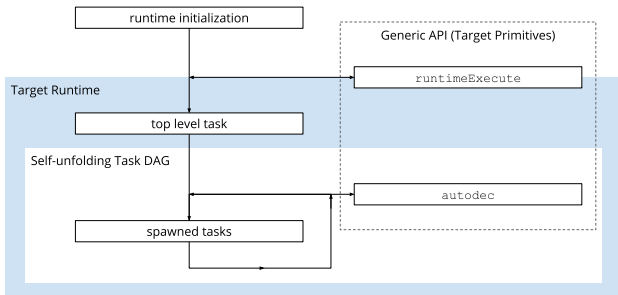 runtime initialization
Generic API (Target Primitives)
runtimeExecute
Target Runtime
top level task
Self-unfolding Task DAG
autodec
spawned tasks